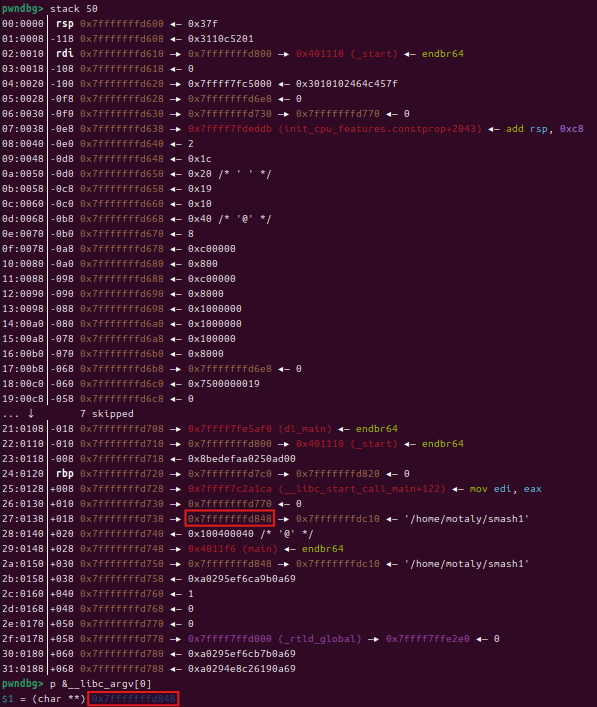 pwndbg> stack 50
00:0000│ rsp 0x7fffffffd600 ◂— 0x37f
01:0008│-118 0x7fffffffd608 ◂— 0x3110c5201
02:0010│ rdi 0x7fffffffd610 —▸ 0x7fffffffd800 —▸ 0x401110 (_start) ◂— endbr64
03:0018│-108 0x7fffffffd618 ◂— 0
04:0020│-100 0x7fffffffd620 —▸ 0x7ffff7fc5000 ◂— 0x3010102464c457f
05:0028│-0f8 0x7fffffffd628 —▸ 0x7fffffffd6e8 ◂— 0
06:0030│-0f0 0x7fffffffd630 —▸ 0x7fffffffd730 —▸ 0x7fffffffd770 ◂— 0
07:0038│-0e8 0x7fffffffd638 —▸ 0x7ffff7fdeddb (init_cpu_features.constprop+2043) ◂— add rsp, 0xc8
08:0040│-0e0 0x7fffffffd640 ◂— 2
09:0048│-0d8 0x7fffffffd648 ◂— 0x1c
0a:0050│-0d0 0x7fffffffd650 ◂— 0x20 /* ' ' */
0b:0058│-0c8 0x7fffffffd658 ◂— 0x19
0c:0060│-0c0 0x7fffffffd660 ◂— 0x10
0d:0068│-0b8 0x7fffffffd668 ◂— 0x40 /* '@' */
0e:0070│-0b0 0x7fffffffd670 ◂— 8
0f:0078│-0a8 0x7fffffffd678 ◂— 0xc00000
10:0080│-0a0 0x7fffffffd680 ◂— 0x800
11:0088│-098 0x7fffffffd688 ◂— 0xc00000
12:0090│-090 0x7fffffffd690 ◂— 0x8000
13:0098│-088 0x7fffffffd698 ◂— 0x1000000
14:00a0│-080 0x7fffffffd6a0 ◂— 0x1000000
15:00a8│-078 0x7fffffffd6a8 ◂— 0x100000
16:00b0│-070 0x7fffffffd6b0 ◂— 0x8000
17:00b8│-068 0x7fffffffd6b8 —▸ 0x7fffffffd6e8 ◂— 0
18:00c0│-060 0x7fffffffd6c0 ◂— 0x7500000019
19:00c8│-058 0x7fffffffd6c8 ◂— 0
... ↓ 7 skipped
21:0108│-018 0x7fffffffd708 —▸ 0x7ffff7fe5af0 (dl_main) ◂— endbr64
22:0110│-010 0x7fffffffd710 —▸ 0x7fffffffd800 —▸ 0x401110 (_start) ◂— endbr64
23:0118│-008 0x7fffffffd718 ◂— 0x8bedefaa0250ad00
24:0120│ rbp 0x7fffffffd720 —▸ 0x7fffffffd7c0 —▸ 0x7fffffffd820 ◂— 0
25:0128│+008 0x7fffffffd728 —▸ 0x7ffff7c2a1ca (__libc_start_call_main+122) ◂— mov edi, eax
26:0130│+010 0x7fffffffd730 —▸ 0x7fffffffd770 ◂— 0
27:0138│+018 0x7fffffffd738 —▸ 0x7fffffffd848 —▸ 0x7fffffffdc10 ◂— '/home/motaly/smash1'
28:0140│+020 0x7fffffffd740 ◂— 0x100400040 /* '@' */
29:0148│+028 0x7fffffffd748 —▸ 0x4011f6 (main) ◂— endbr64
2a:0150│+030 0x7fffffffd750 —▸ 0x7fffffffd848 —▸ 0x7fffffffdc10 ◂— '/home/motaly/smash1'
2b:0158│+038 0x7fffffffd758 ◂— 0xa0295ef6ca9b0a69
2c:0160│+040 0x7fffffffd760 ◂— 1
2d:0168│+048 0x7fffffffd768 ◂— 0
2e:0170│+050 0x7fffffffd770 ◂— 0
2f:0178│+058 0x7fffffffd778 —▸ 0x7ffff7ffd000 (_rtld_global) —▸ 0x7ffff7ffe2e0 ◂— 0
30:0180│+060 0x7fffffffd780 ◂— 0xa0295ef6cb7b0a69
31:0188│+068 0x7fffffffd788 ◂— 0xa0294e8c26190a69
pwndbg> p &__libc_argv[0]
$1 = (char **) 0x7fffffffd848